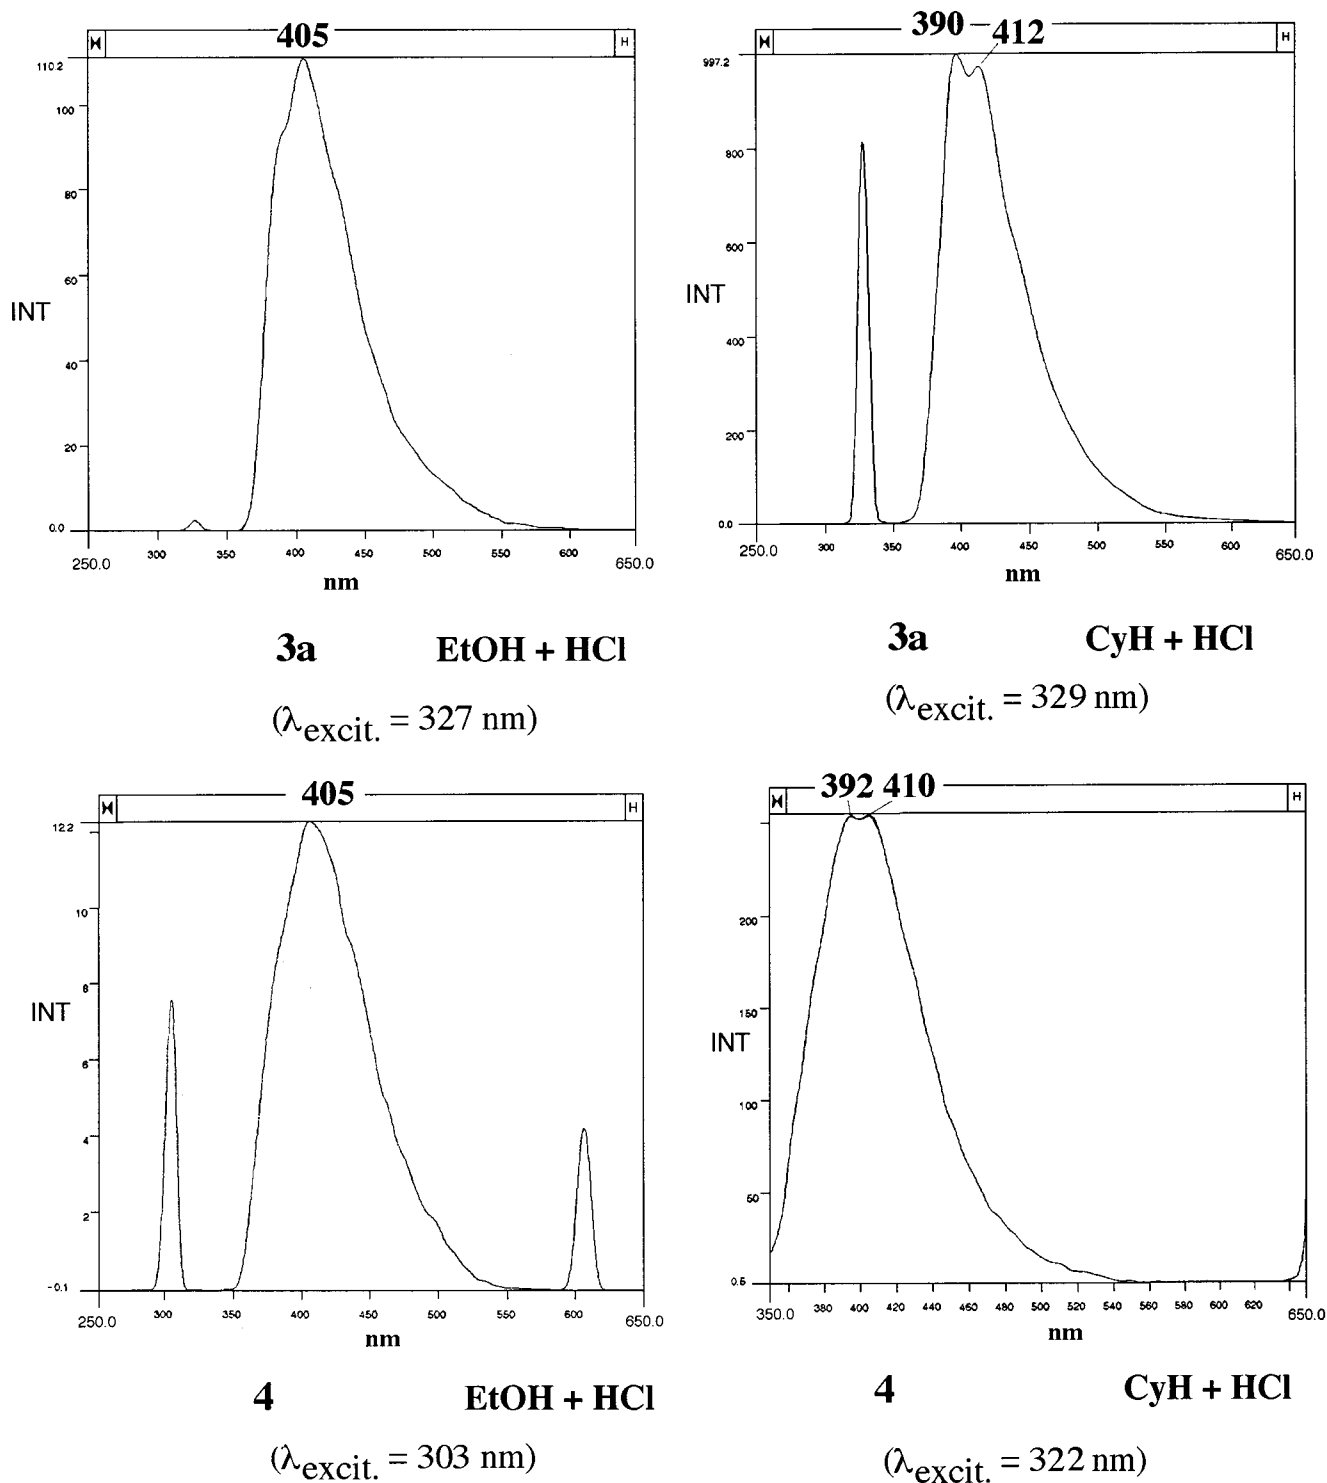 405
H
110.2
100
80
60
40
20
0.0
INT
250.0 300 350 400 450 500 550 600 650.0
nm
3a EtOH + HCl
(λexcit. = 327 nm)
390 412
H
997.2
800
600
400
200
0.0
INT
250.0 300 350 400 450 500 550 600 650.0
nm
3a CyH + HCl
(λexcit. = 329 nm)
405
H
12.2
10
8
6
4
2
-0.1
INT
250.0 300 350 400 450 500 550 600 650.0
nm
4 EtOH + HCl
(λexcit. = 303 nm)
392 410
H
200
150
100
50
0.5
INT
350.0 380 400 420 440 460 480 500 520 540 560 580 600 620 650.0
nm
4 CyH + HCl
(λexcit. = 322 nm)